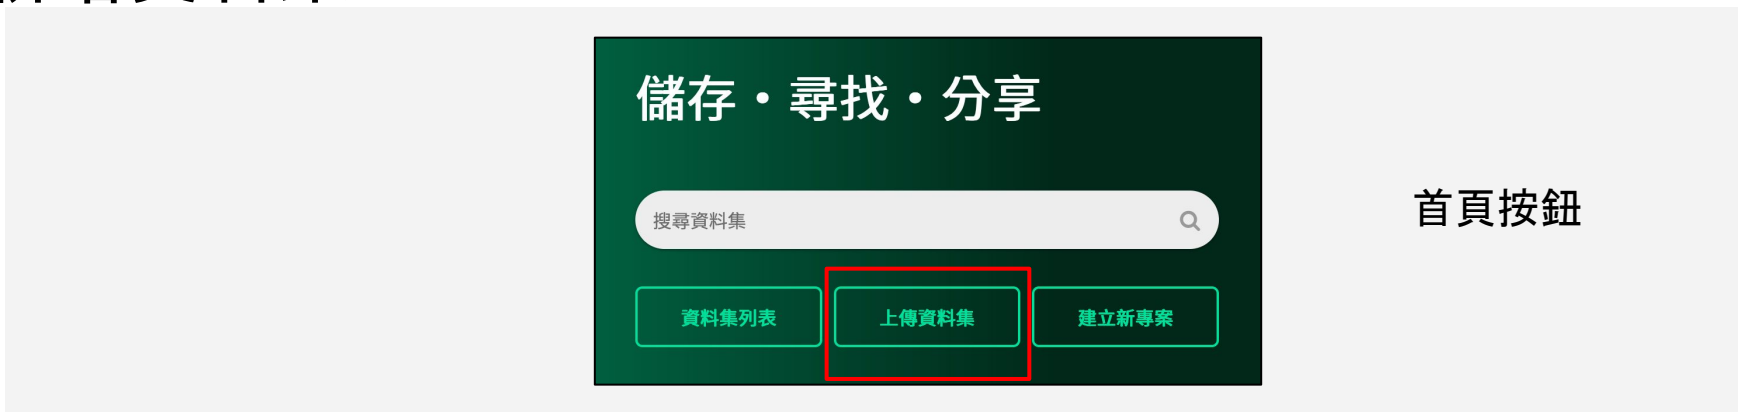 儲存・尋找・分享
搜尋資料集
首頁按鈕
資料集列表
上傳資料集
建立新專案